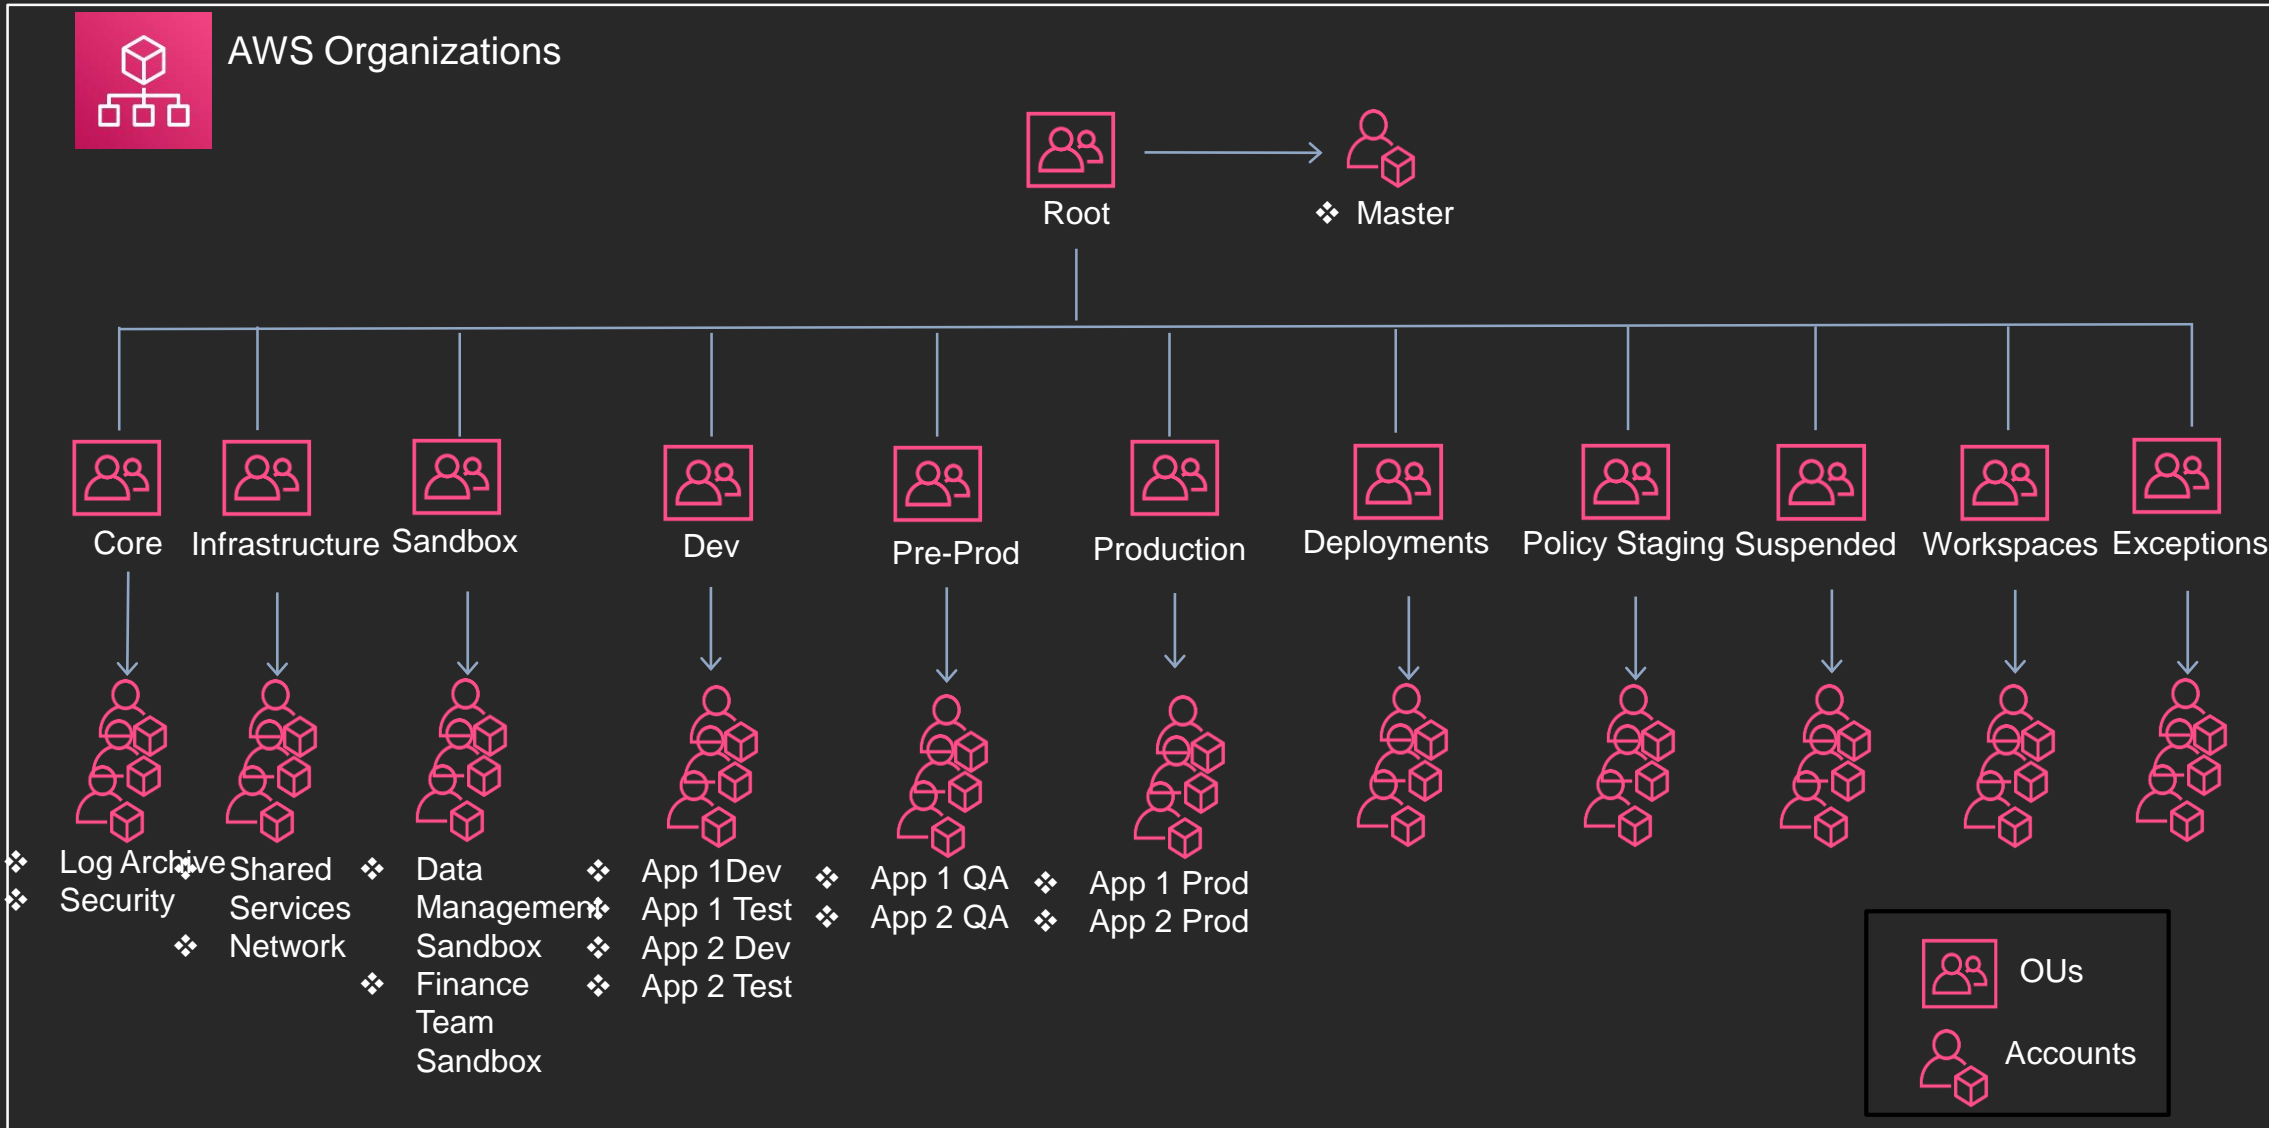 AWS Organizations
Root
❖ Master
Core
Infrastructure
Sandbox
Dev
Pre-Prod
Production
Deployments
Policy Staging
Suspended
Workspaces
Exceptions
❖ Log Archive
❖ Security
❖ Shared
Services
❖ Network
❖ Data
Management
Sandbox
❖ Finance
Team
Sandbox
❖ App 1Dev
❖ App 1 Test
❖ App 2 Dev
❖ App 2 Test
❖ App 1 QA
❖ App 2 QA
❖ App 1 Prod
❖ App 2 Prod
OUs
Accounts